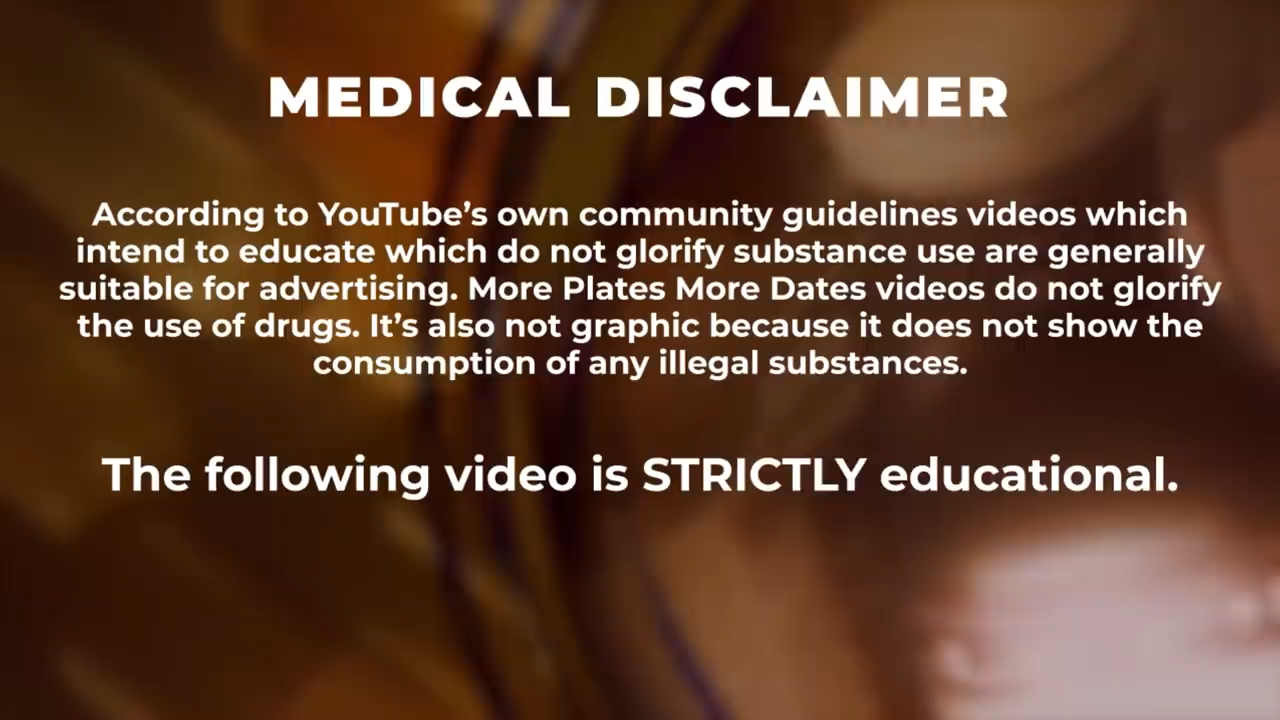 MEDICAL DISCLAIMER
According to YouTube’s own community guidelines videos which
intend to educate which do not glorify substance use are generally
suitable for advertising. More Plates More Dates videos do not glorify
the use of drugs. It’s also not graphic because it does not show the
consumption of any illegal substances.
The following video is STRICTLY educational.